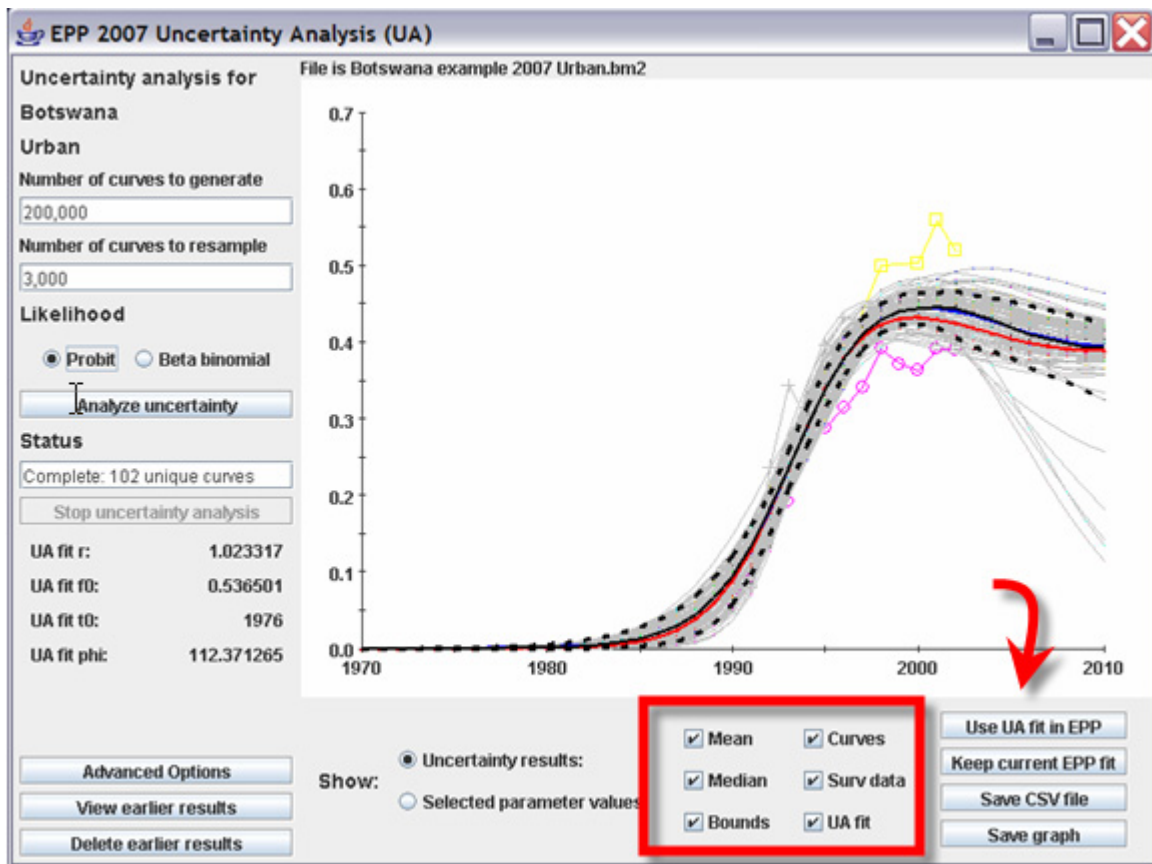 EPP 2007 Uncertainty Analysis (UA)
Uncertainty analysis for
Botswana
Urban
Number of curves to generate
200,000
Number of curves to resample
3,000
Likelihood
Probit
Beta binomial
Analyze uncertainty
Status
Complete: 102 unique curves
Stop uncertainty analysis
UA fit r: 1.023317
UA fit f0: 0.536501
UA fit t0: 1976
UA fit phi: 112.371265
Advanced Options
View earlier results
Delete earlier results
File is Botswana example 2007 Urban.bm2
0.7
0.6
0.5
0.4
0.3
0.2
0.1
0.0
1970 1980 1990 2000 2010
Show:
Uncertainty results:
Selected parameter values
Mean Curves
Median Surv data
Bounds UA fit
Use UA fit in EPP
Keep current EPP fit
Save CSV file
Save graph